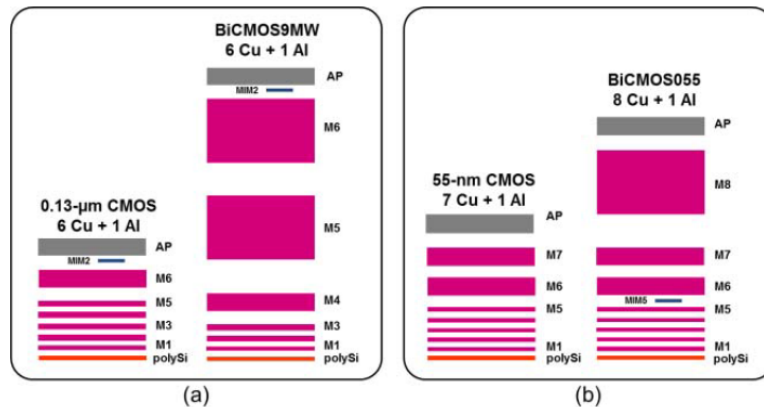 BiCMOS9MW
6 Cu + 1 Al
AP
MIM2
M6
M5
M4
M3
M1
polySi
0.13-µm CMOS
6 Cu + 1 Al
AP
MIM2
M6
M5
M3
M1
polySi
(a)
BiCMOS055
8 Cu + 1 Al
AP
M8
M7
M6
MIM5
M5
M1
polySi
55-nm CMOS
7 Cu + 1 Al
AP
M7
M6
M5
M1
polySi
(b)